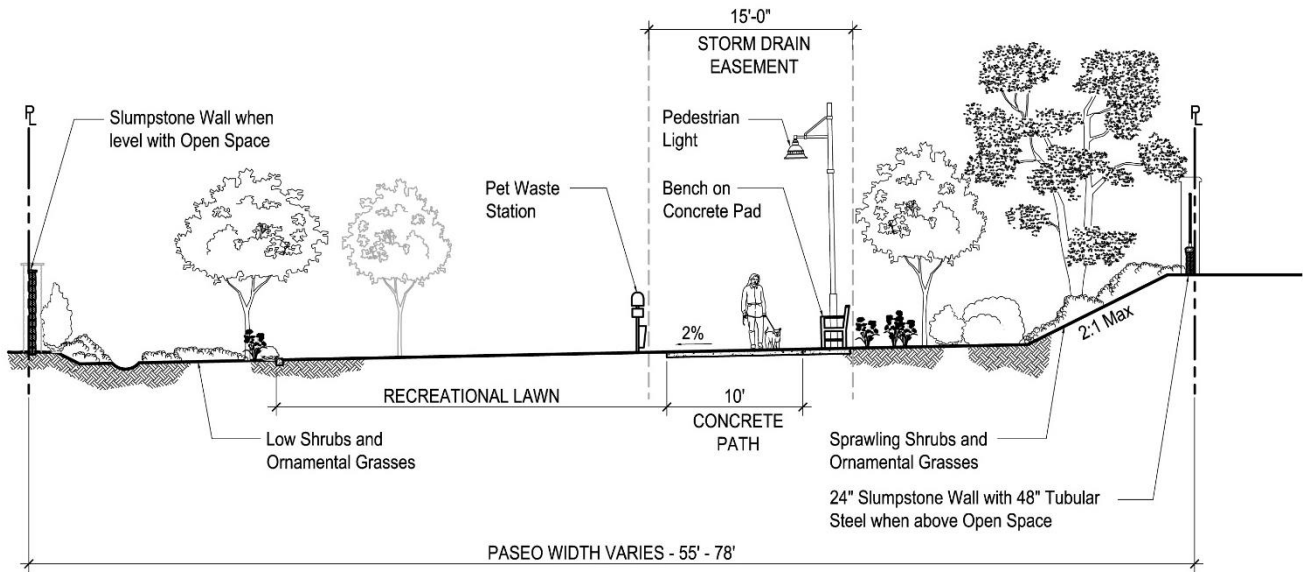 15'-0"
STORM DRAIN
EASEMENT
PL
Slumpstone Wall when
level with Open Space
Pet Waste
Station
Pedestrian
Light
Bench on
Concrete Pad
PL
2%
2:1 Max
RECREATIONAL LAWN
10'
CONCRETE
PATH
Low Shrubs and
Ornamental Grasses
Sprawling Shrubs and
Ornamental Grasses
24" Slumpstone Wall with 48" Tubular
Steel when above Open Space
PASEO WIDTH VARIES - 55' - 78'